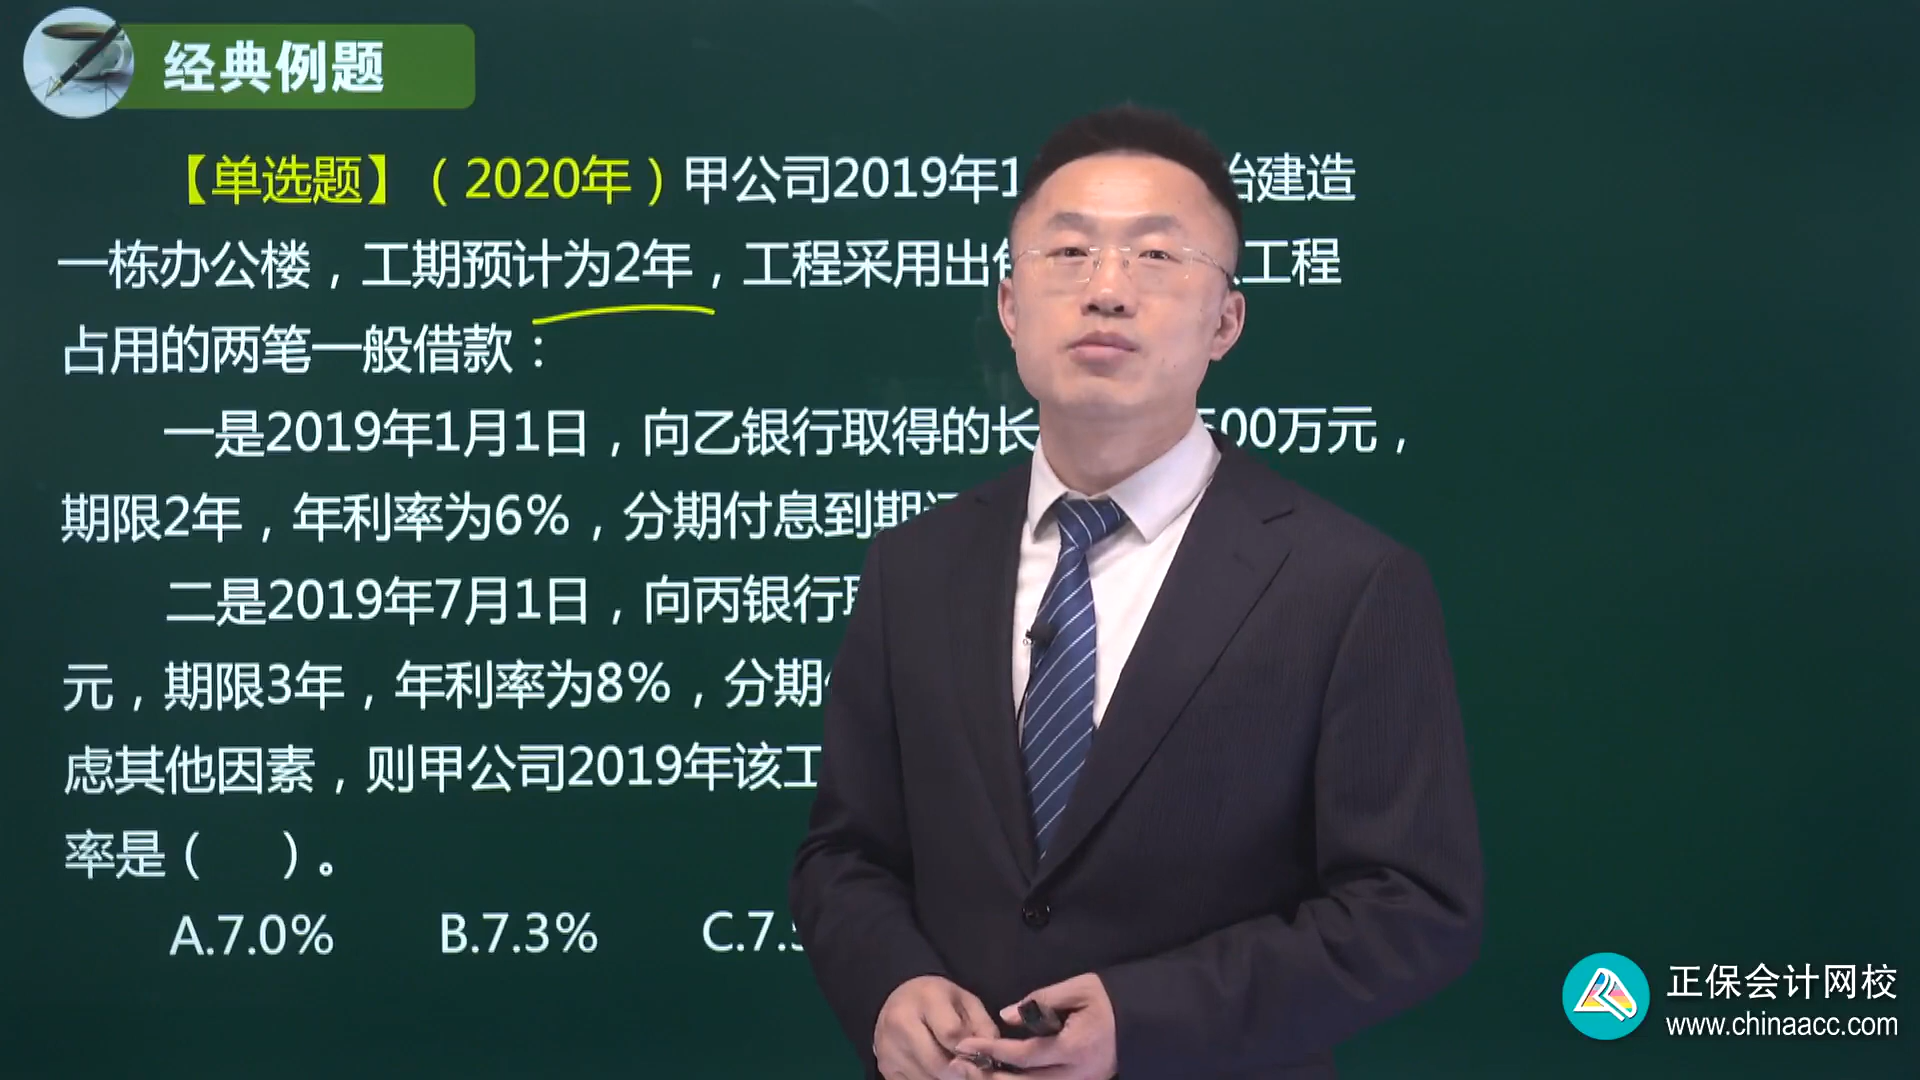 经典例题
【单选题】（2020年）甲公司2019年1 建造
一栋办公楼，工期预计为2年，工程采用出 工程
占用的两笔一般借款：
一是2019年1月1日，向乙银行取得的长 500万元，
期限2年，年利率为6%，分期付息到期
二是2019年7月1日，向丙银行
元，期限3年，年利率为8%，分期
虑其他因素，则甲公司2019年该工
率是（ ）。
A.7.0% B.7.3% C.7.
正保会计网校
www.chinaacc.com